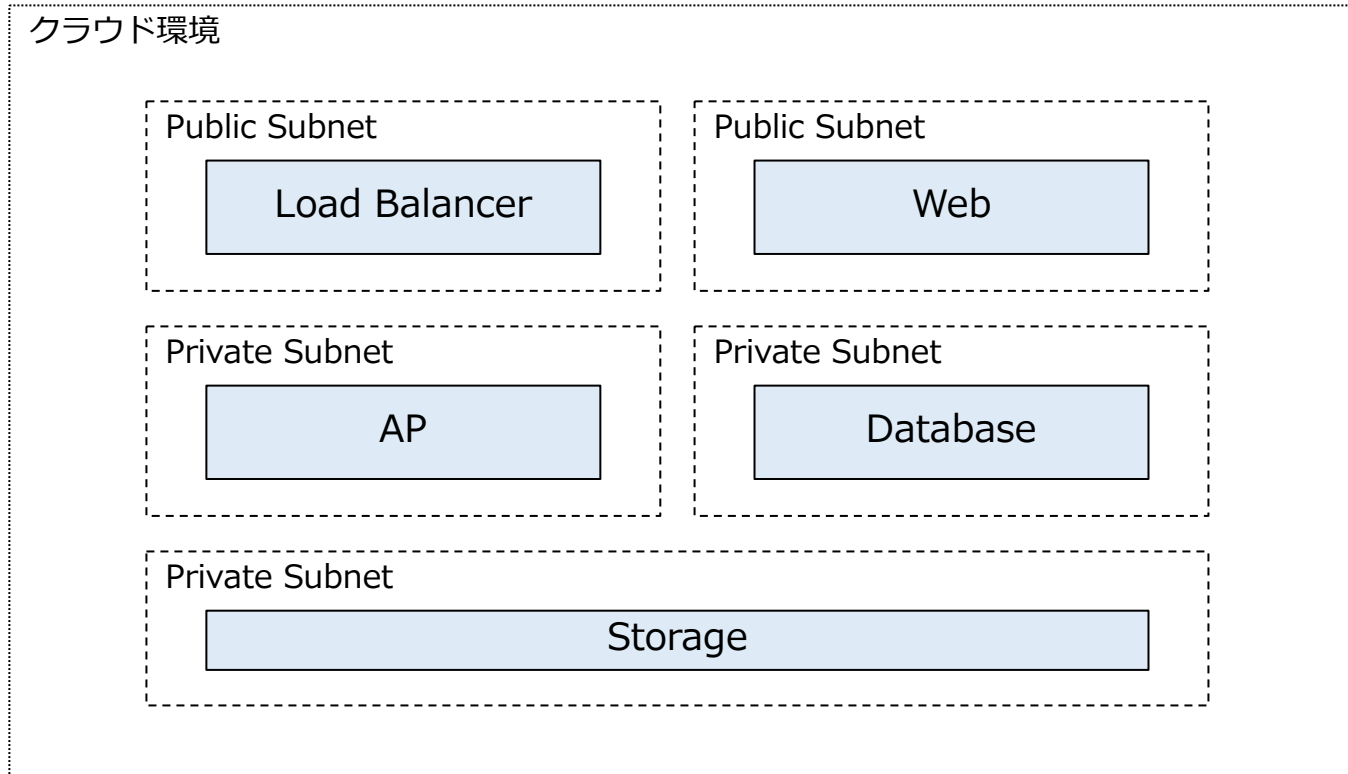 クラウド環境
Public Subnet
Load Balancer
Public Subnet
Web
Private Subnet
AP
Private Subnet
Database
Private Subnet
Storage